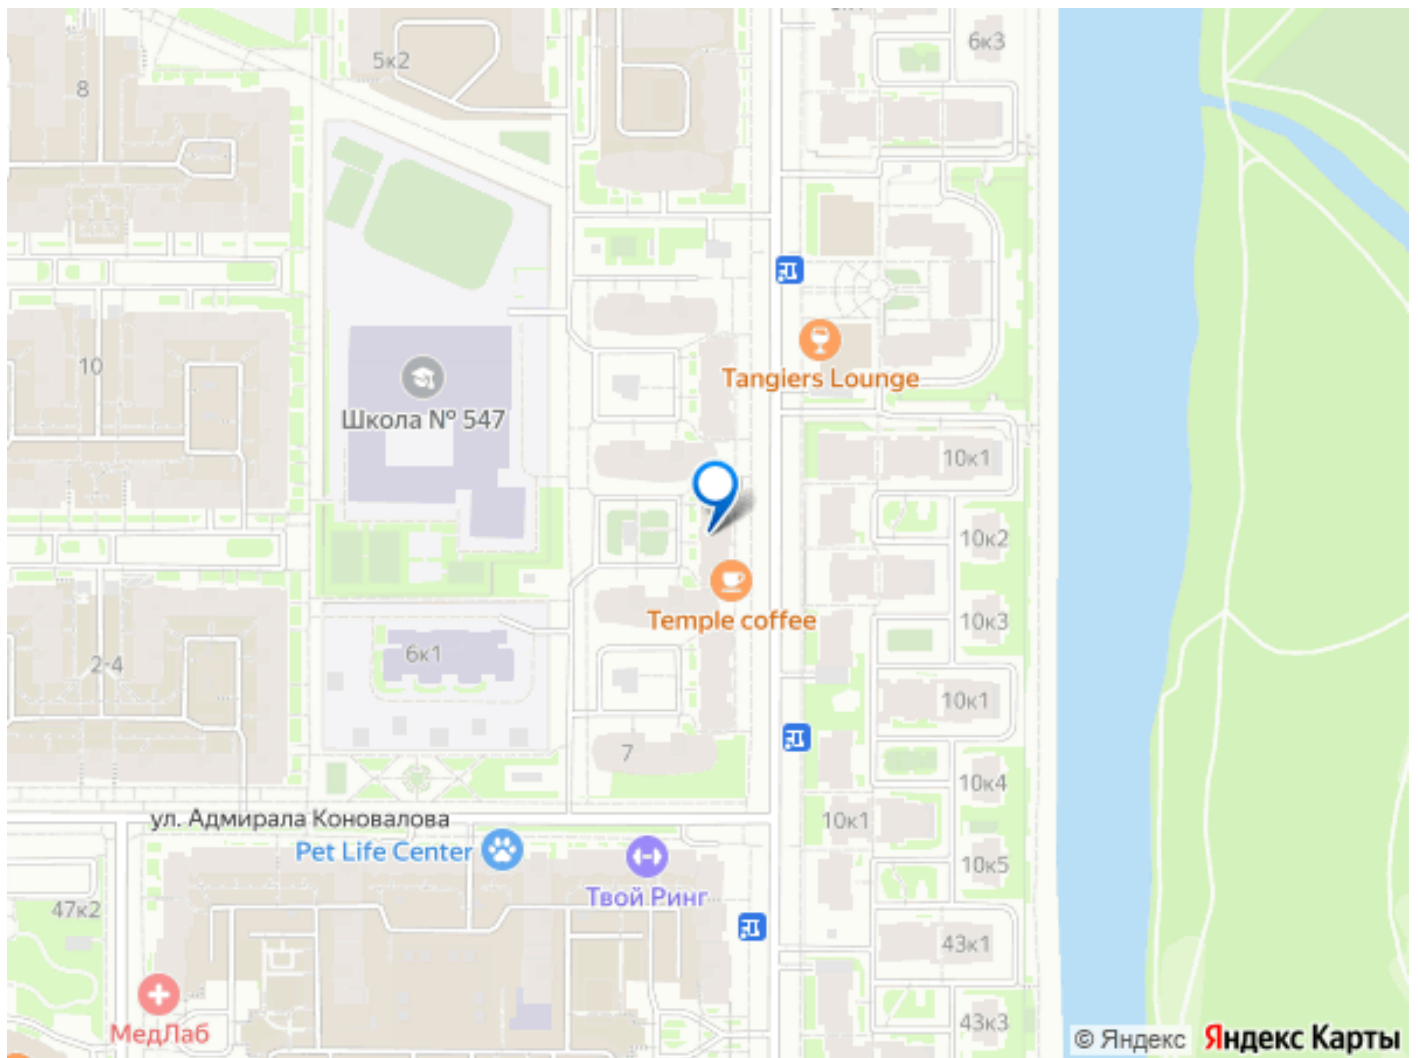 6к3
5к2
8
Tangiers Lounge
10
Школа № 547
10к1
10к2
Temple coffee
10к3
6к1
2-4
10к1
7
10к4
ул. Адмирала Коновалова
10к1
Pet Life Center
10к5
Твой Ринг
47к2
43к1
МедЛаб
43к3
© Яндекс Яндекс Карты